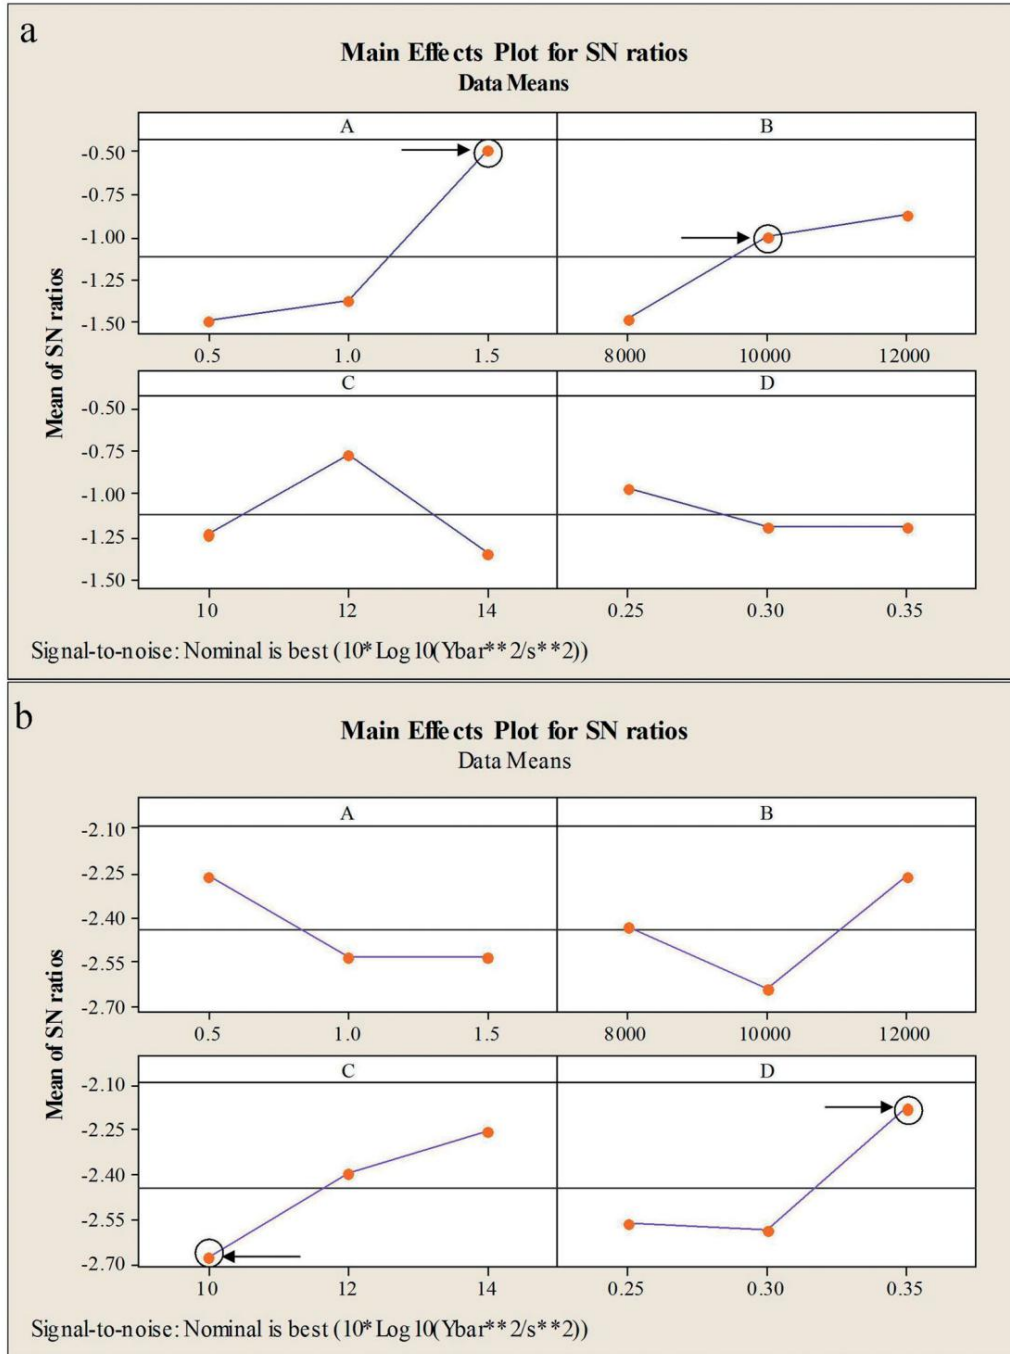 a
Main Effects Plot for SN ratios
Data Means
A B
-0.50
-0.75
-1.00
-1.25
-1.50
0.5 1.0 1.5 8000 10000 12000
Mean of SN ratios
C D
-0.50
-0.75
-1.00
-1.25
-1.50
10 12 14 0.25 0.30 0.35
Signal-to-noise: Nominal is best (10*Log10(Ybar**2/s**2))
b
Main Effects Plot for SN ratios
Data Means
A B
-2.10
-2.25
-2.40
-2.55
-2.70
0.5 1.0 1.5 8000 10000 12000
Mean of SN ratios
C D
-2.10
-2.25
-2.40
-2.55
-2.70
10 12 14 0.25 0.30 0.35
Signal-to-noise: Nominal is best (10*Log10(Ybar**2/s**2))